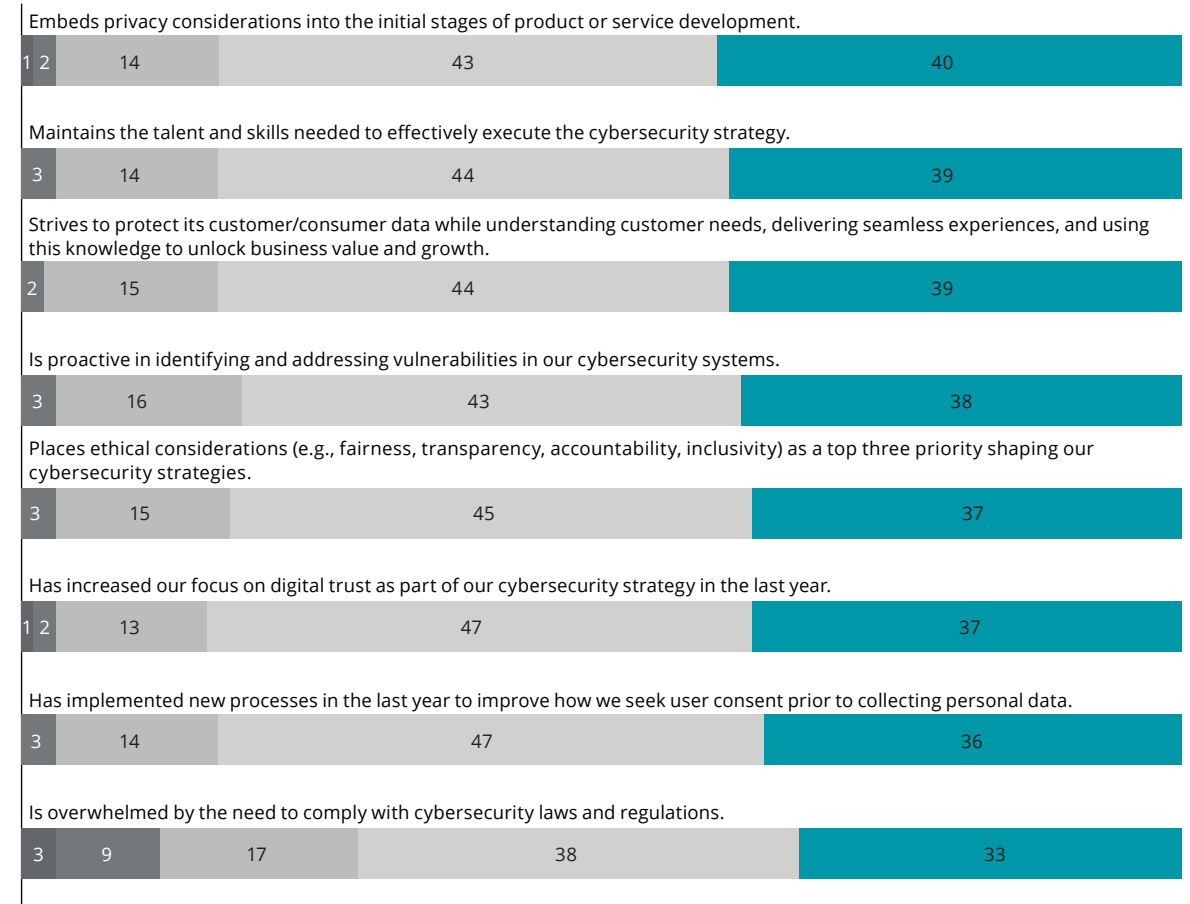 Embeds privacy considerations into the initial stages of product or service development.
1 2 14 43 40
Maintains the talent and skills needed to effectively execute the cybersecurity strategy.
3 14 44 39
Strives to protect its customer/consumer data while understanding customer needs, delivering seamless experiences, and using
this knowledge to unlock business value and growth.
2 15 44 39
Is proactive in identifying and addressing vulnerabilities in our cybersecurity systems.
3 16 43 38
Places ethical considerations (e.g., fairness, transparency, accountability, inclusivity) as a top three priority shaping our
cybersecurity strategies.
3 15 45 37
Has increased our focus on digital trust as part of our cybersecurity strategy in the last year.
1 2 13 47 37
Has implemented new processes in the last year to improve how we seek user consent prior to collecting personal data.
3 14 47 36
Is overwhelmed by the need to comply with cybersecurity laws and regulations.
3 9 17 38 33